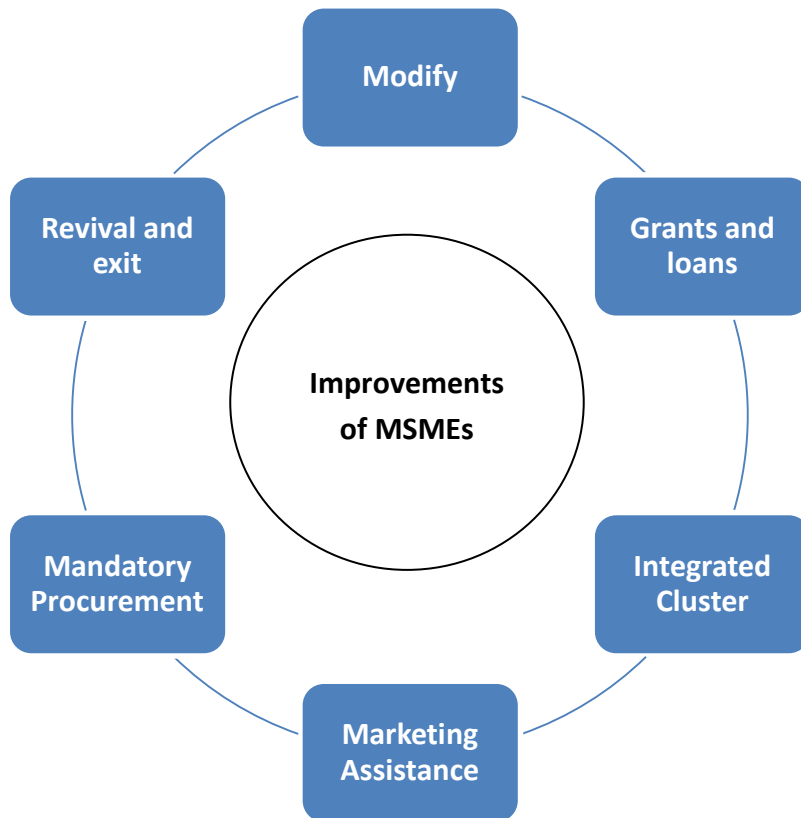 Modify
Revival and
exit
Grants and
loans
Improvements
of MSMEs
Mandatory
Procurement
Integrated
Cluster
Marketing
Assistance